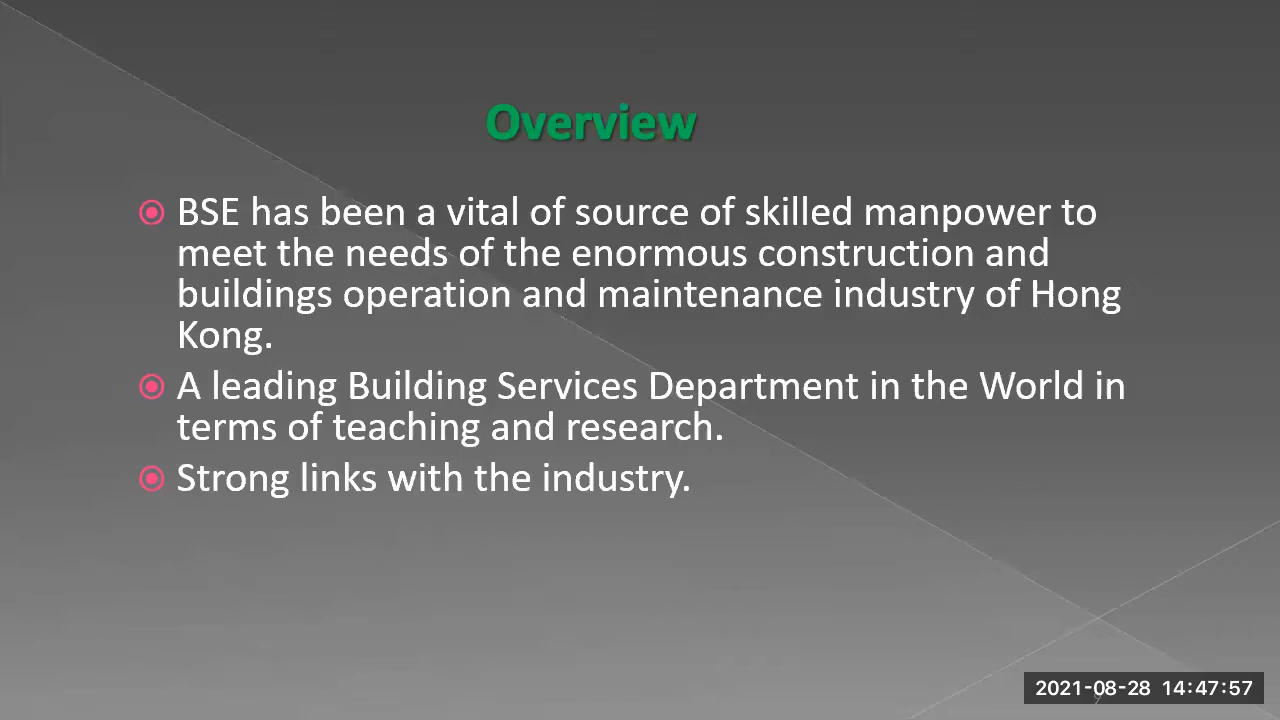 Overview
BSE has been a vital of source of skilled manpower to
meet the needs of the enormous construction and
buildings operation and maintenance industry of Hong
Kong.
A leading Building Services Department in the World in
terms of teaching and research.
Strong links with the industry.
2021-08-28 14:47:57